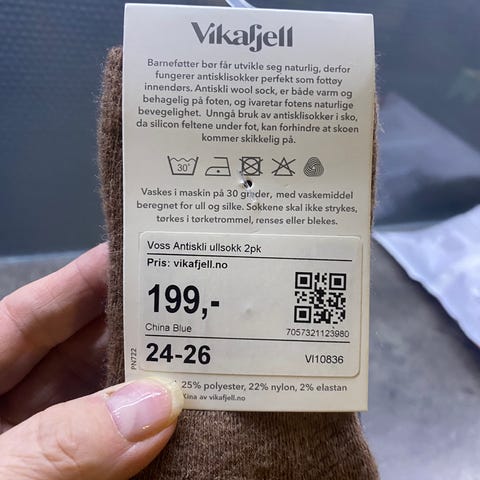 Vikafjell
Barneføtter bør får utvikle seg naturlig, derfor
fungerer antisklisokker perfekt som fottøy
innendørs. Antiskli wool sock, er både varm og
behagelig på foten, og ivaretar fotens naturlige
bevegelighet. Unngå bruk av antisklisokker i sko,
da silicon feltene under fot, kan forhindre at skoen
kommer skikkelig på.
30°
Vaskes i maskin på 30 grader, med vaskemiddel
beregnet for ull og silke. Sokkene skal ikke strykes,
tørkes i tørketrommel, renses eller blekes.
Voss Antiskli ullsokk 2pk
Pris: vikafjell.no
199,-
7057321123980
China Blue
24-26
VI10836
PN722
25% polyester, 22% nylon, 2% elastan
Kina av vikafjell.no